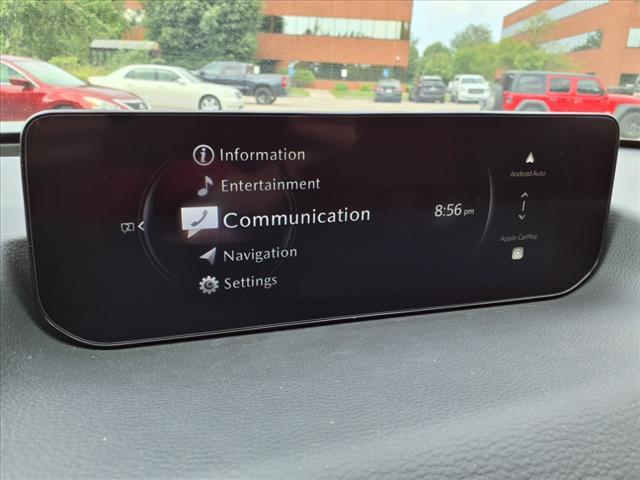 Information
Entertainment
Communication
Navigation
Settings
8:56 pm
Android Auto
Apple CarPlay